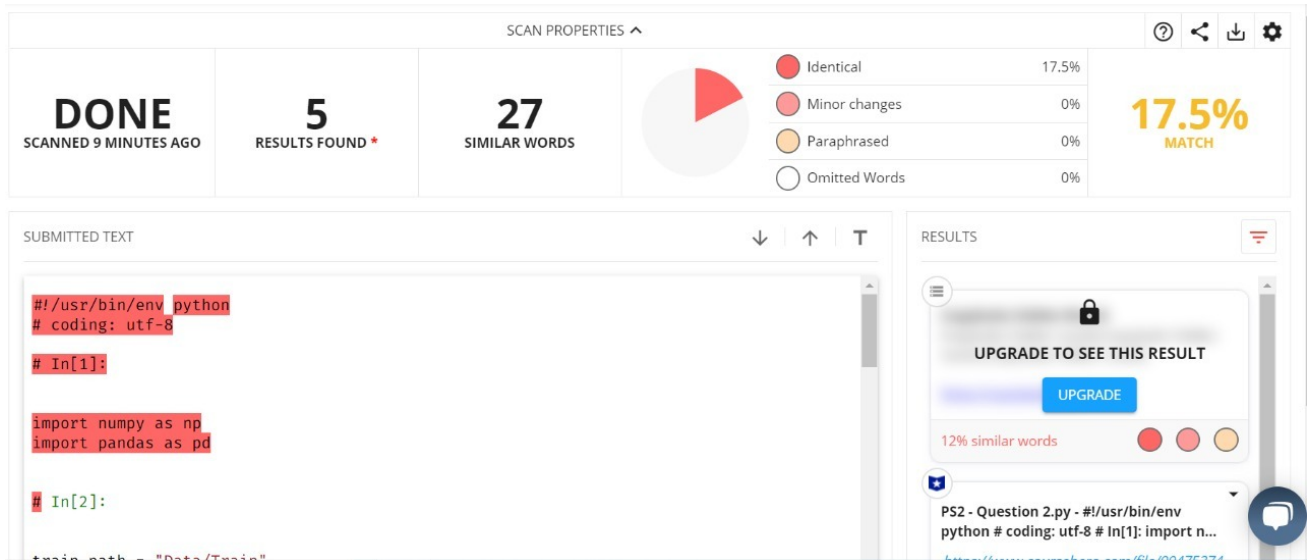 SCAN PROPERTIES
DONE
SCANNED 9 MINUTES AGO
5
RESULTS FOUND *
27
SIMILAR WORDS
Identical 17.5%
Minor changes 0%
Paraphrased 0%
Omitted Words 0%
17.5%
MATCH
SUBMITTED TEXT
T
#!/usr/bin/env python
# coding: utf-8
# In[1]:
import numpy as np
import pandas as pd
# In[2]:
train_path = "Data/Train"
RESULTS
UPGRADE TO SEE THIS RESULT
UPGRADE
12% similar words
PS2 - Question 2.py - #!/usr/bin/env
python # coding: utf-8 # In[1]: import n...